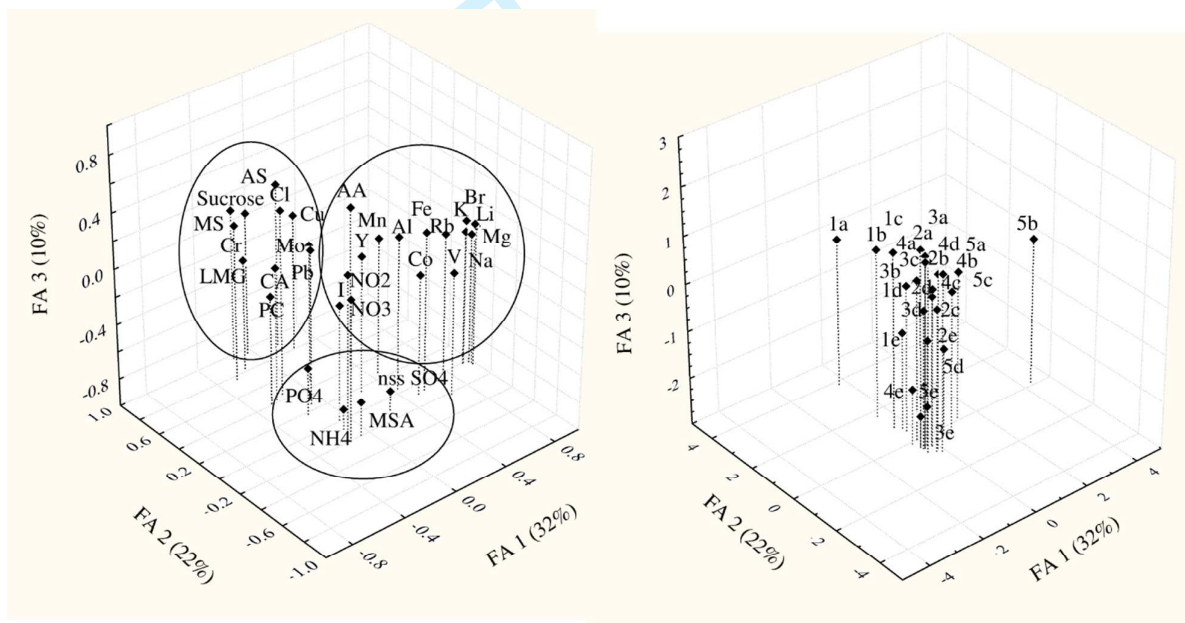 FA 3 (10%)
0.8
0.4
0.0
-0.4
-0.8
1.0
0.6
0.2
-0.2
-0.6
-1.0
FA 2 (22%)
-0.8
-0.4
0.0
0.4
0.8
FA 1 (32%)
AS
Sucrose
Cl
MS
Cu
Cr
LMG
CA
Pb
PC
AA
Mn
Y
Al
Fe
K
Br
Li
Rb
Mg
Co
V
Na
NO2
I
NO3
PO4
nss SO4
MSA
NH4
FA 3 (10%)
3
2
1
0
-1
-2
4
2
0
-2
-4
FA 2 (22%)
-4
-2
0
2
4
FA 1 (32%)
1a
1b
1c
2a
3a
4a
4d
5a
5b
3c
2b
4b
3b
4c
5c
1d
3d
2c
1e
2e
5d
4e
5e
3e